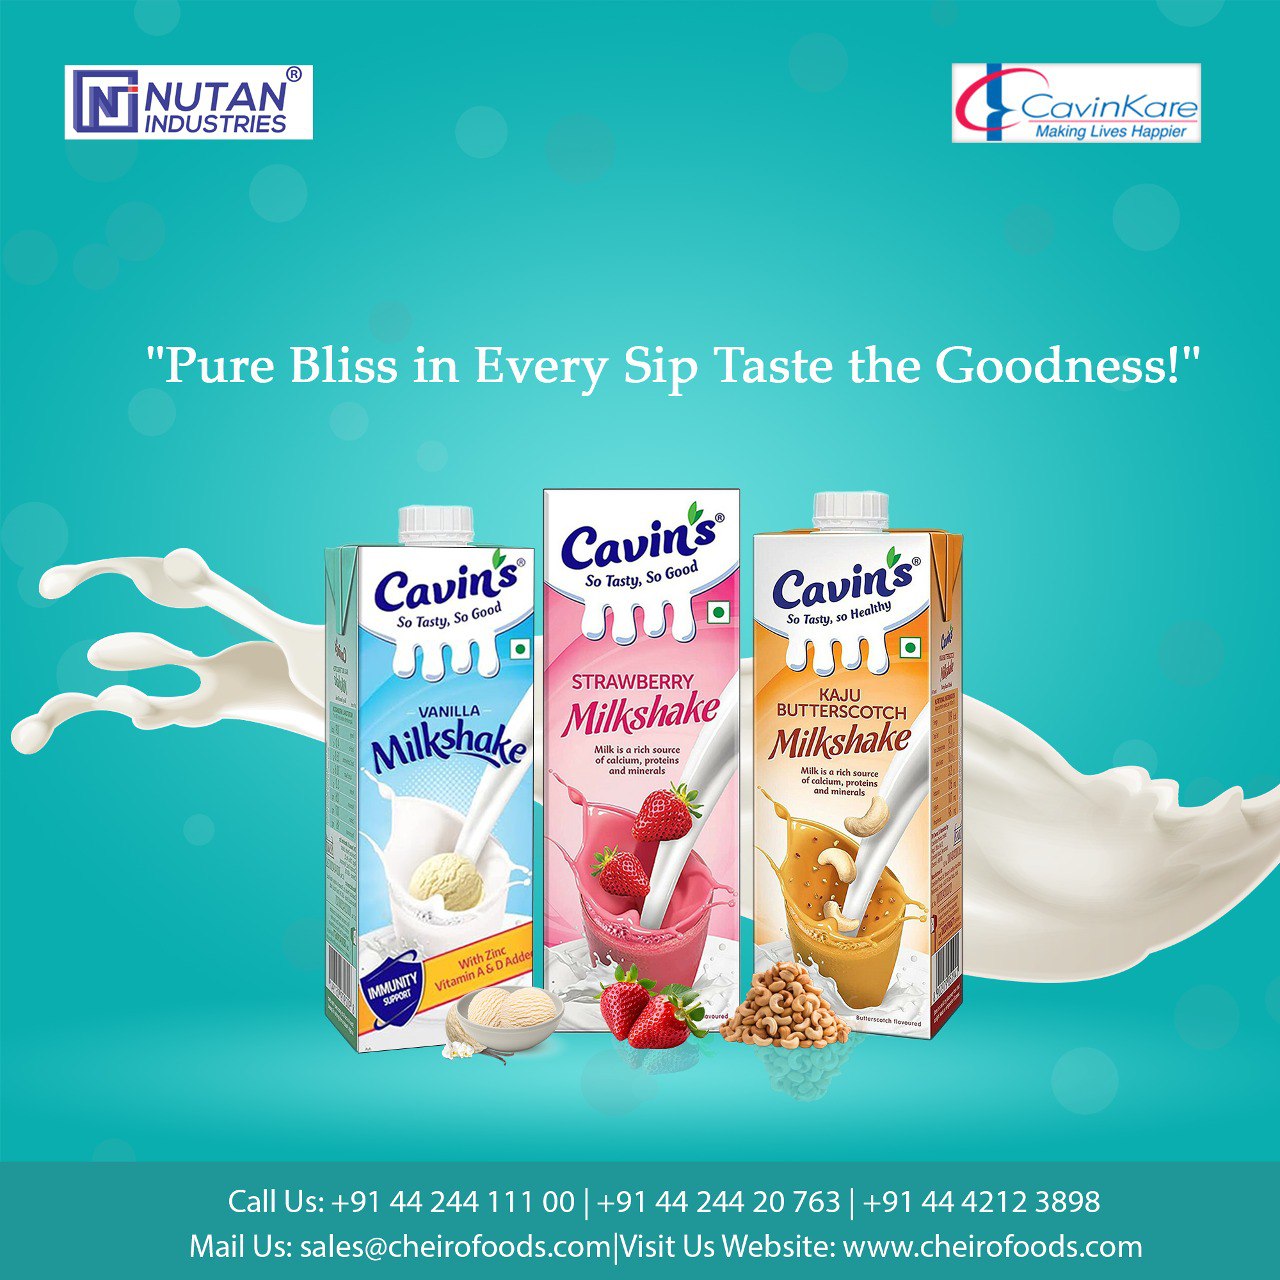 NUTAN®
INDUSTRIES
CavinKare
Making Lives Happier
"Pure Bliss in Every Sip Taste the Goodness!"
Cavin's®
So Tasty, So Good
VANILLA
Milkshake
With Zinc
Vitamin A & D Added
IMMUNITY
SUPPORT
Cavin's®
So Tasty, So Good
STRAWBERRY
Milkshake
Milk is a rich source
of calcium, proteins
and minerals
Cavin's®
So Tasty, so Healthy
KAJU
BUTTERSCOTCH
Milkshake
Milk is a rich source
of calcium, proteins
and minerals
Butterscotch flavoured
Call Us: +91 44 244 111 00 | +91 44 244 20 763 | +91 44 4212 3898
Mail Us: sales@cheirofoods.com|Visit Us Website: www.cheirofoods.com